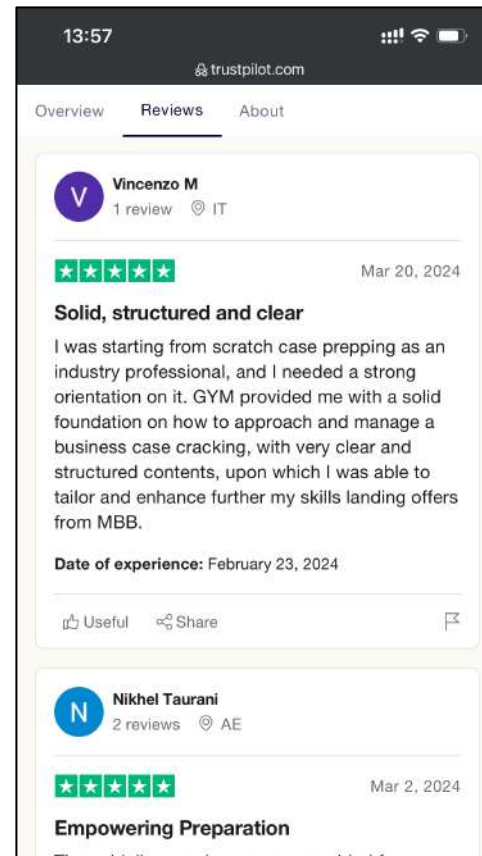 13:57
trustpilot.com
Overview Reviews About
V
Vincenzo M
1 review IT
Mar 20, 2024
Solid, structured and clear
I was starting from scratch case prepping as an
industry professional, and I needed a strong
orientation on it. GYM provided me with a solid
foundation on how to approach and manage a
business case cracking, with very clear and
structured contents, upon which I was able to
tailor and enhance further my skills landing offers
from MBB.
Date of experience: February 23, 2024
Useful Share
N
Nikhel Taurani
2 reviews AE
Mar 2, 2024
Empowering Preparation